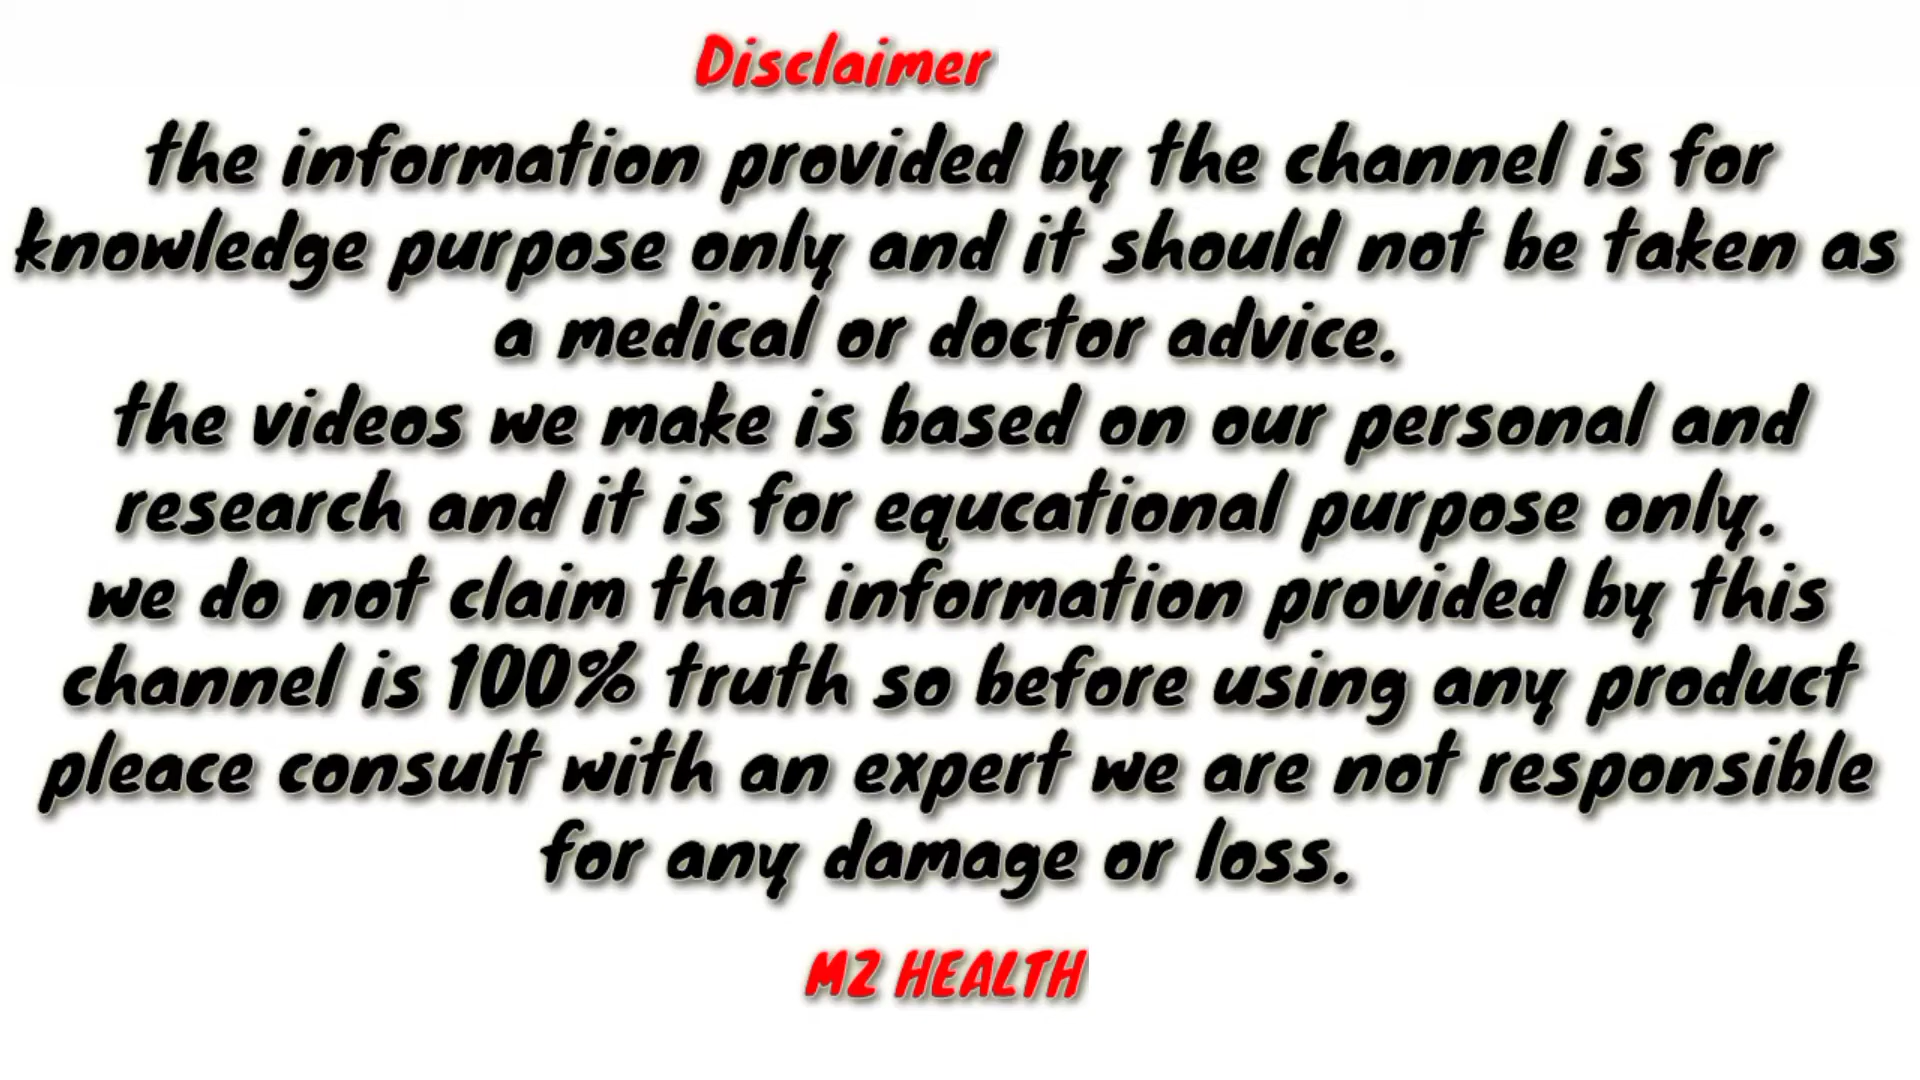 Disclaimer
the information provided by the channel is for
knowledge purpose only and it should not be taken as
a medical or doctor advice.
the videos we make is based on our personal and
research and it is for equcational purpose only.
we do not claim that information provided by this
channel is 100% truth so before using any product
pleace consult with an expert we are not responsible
for any damage or loss.
M2 HEALTH